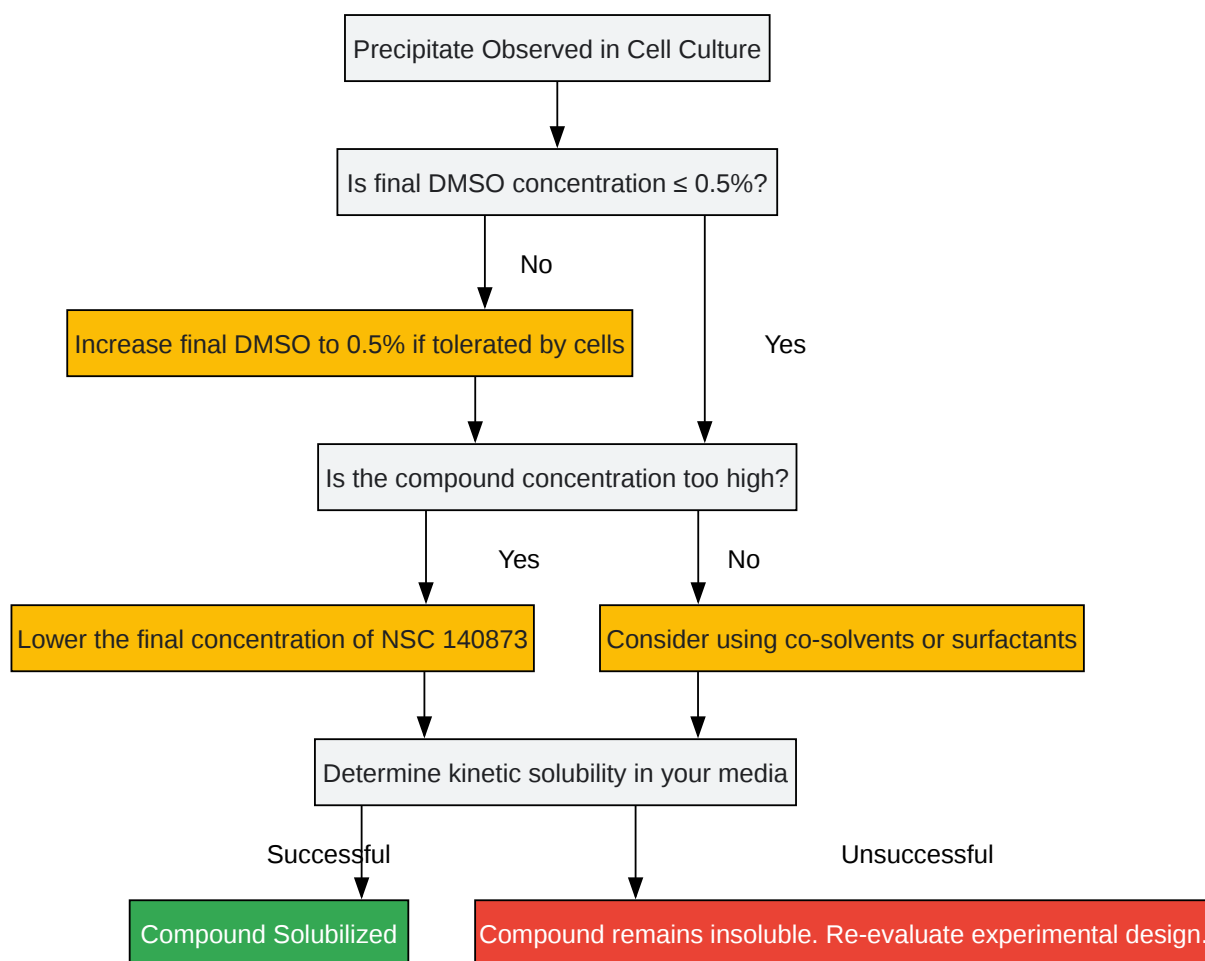 Precipitate Observed in Cell Culture
Is final DMSO concentration ≤ 0.5%?
No
Increase final DMSO to 0.5% if tolerated by cells
Yes
Is the compound concentration too high?
Yes
No
Lower the final concentration of NSC 140873
Consider using co-solvents or surfactants
Determine kinetic solubility in your media
Successful
Unsuccessful
Compound Solubilized
Compound remains insoluble. Re-evaluate experimental design.